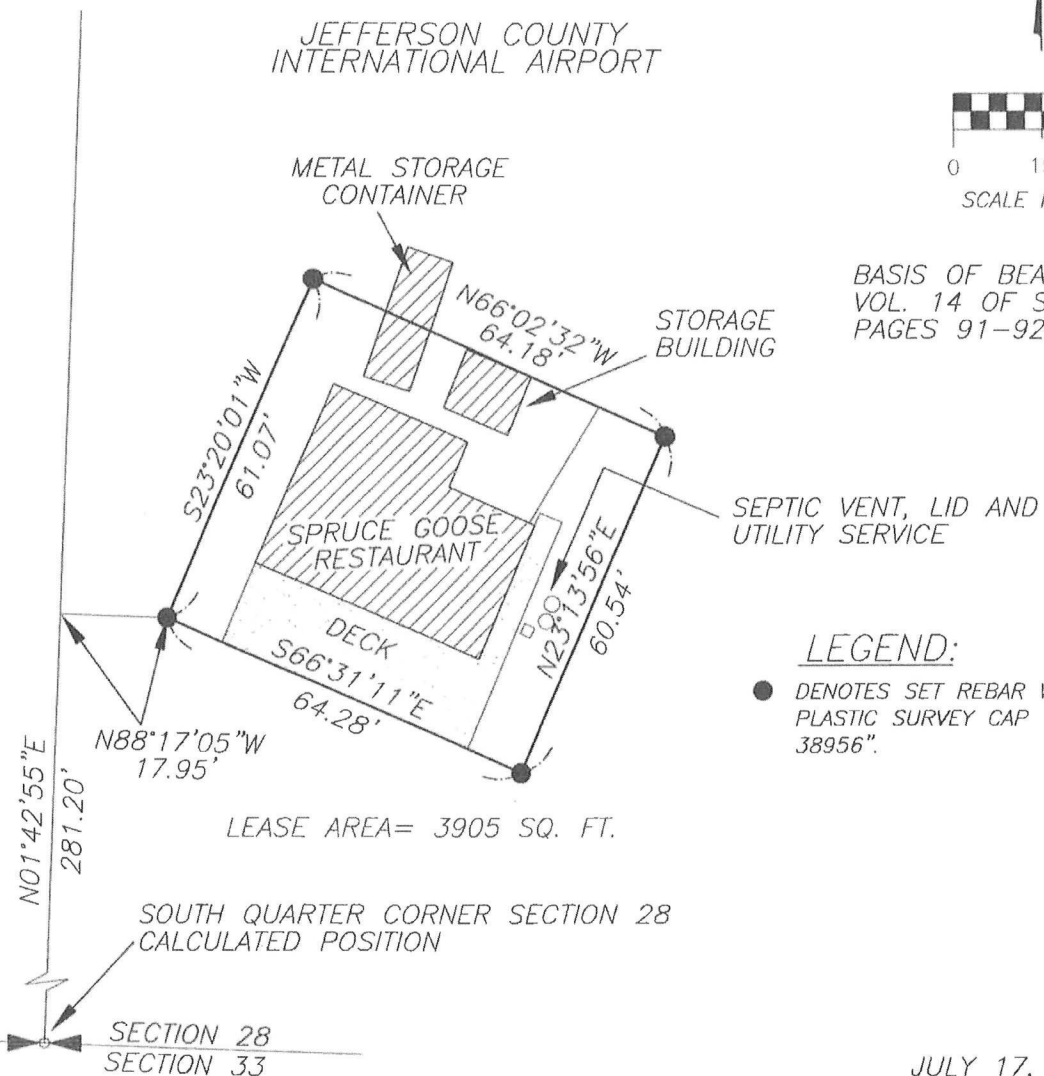 JEFFERSON COUNTY
INTERNATIONAL AIRPORT
0
SCALE
METAL STORAGE
CONTAINER
N66°02'32"W
64.18'
STORAGE
BUILDING
BASIS OF
VOL. 14 OF
PAGES 91-92
S23°20'01"W
61.07'
SPRUCE GOOSE
RESTAURANT
SEPTIC VENT, LID AND
UTILITY SERVICE
N23°13'56"E
60.54'
DECK
S66°31'11"E
64.28'
LEGEND:
DENOTES SET REBAR
PLASTIC SURVEY CAP
38956".
N88°17'05"W
17.95'
N01°42'55"E
281.20'
LEASE AREA= 3905 SQ. FT.
SOUTH QUARTER CORNER SECTION 28
CALCULATED POSITION
SECTION 28
SECTION 33
JULY 17,